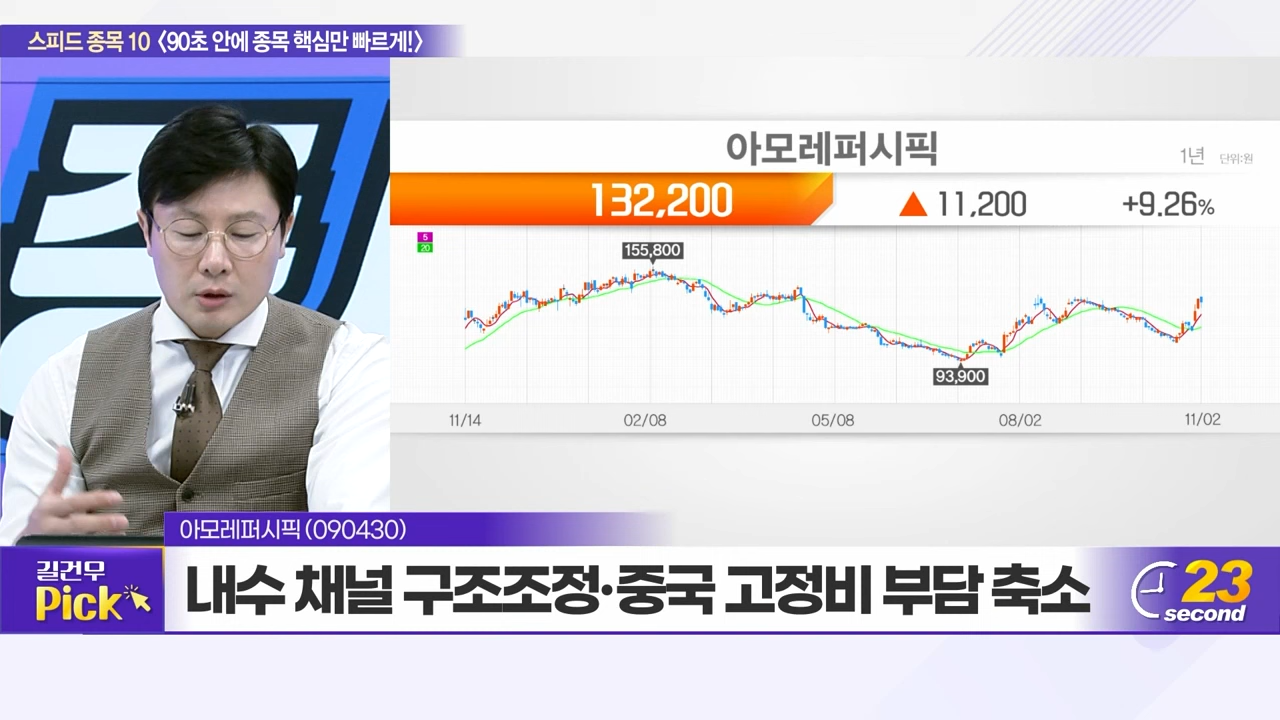 스피드 종목 10 〈90초 안에 종목 핵심만 빠르게!〉
아모레퍼시픽
1년 단위:원
132,200 ▲ 11,200 +9.26%
5
20
155,800
93,900
11/14 02/08 05/08 08/02 11/02
아모레퍼시픽 (090430)
길건무
Pick
내수 채널 구조조정·중국 고정비 부담 축소
23
second